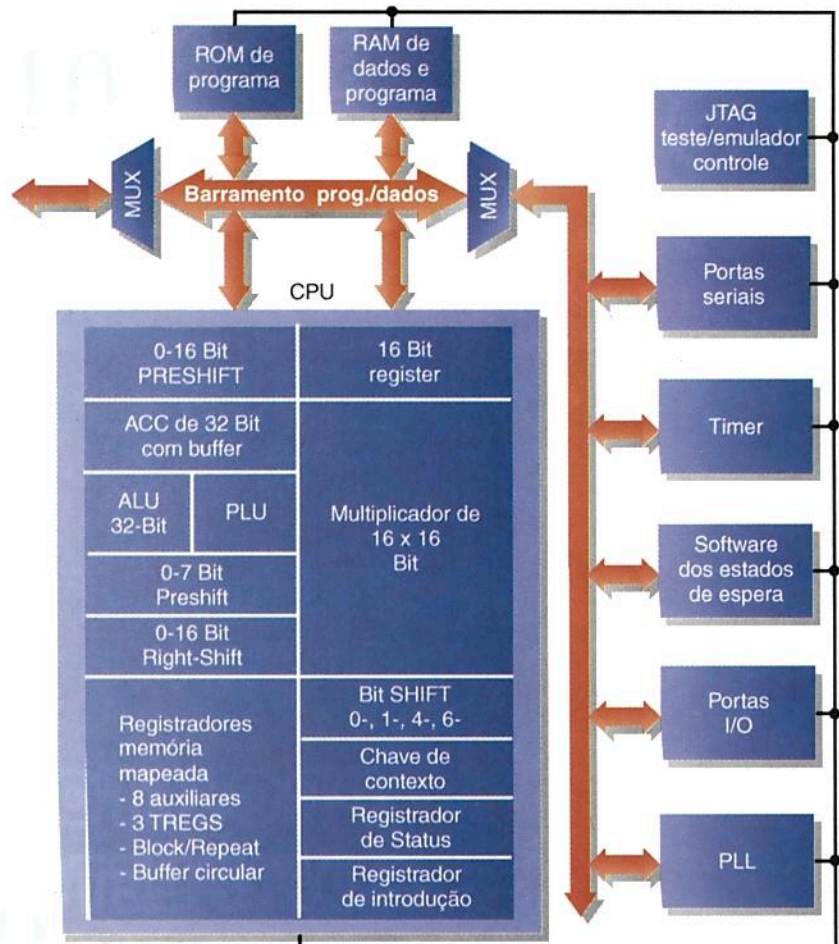 ROM de
programa
RAM de
dados e
programa
JTAG
teste/emulador
controle
MUX
Barramento prog./dados
MUX
Portas
seriais
CPU
0-16 Bit
PRESHIFT
16 Bit
register
ACC de 32 Bit
com buffer
ALU
32-Bit
PLU
Multiplicador de
16 x 16
Bit
0-7 Bit
Preshift
0-16 Bit
Right-Shift
Registradores
memória
mapeada
- 8 auxiliares
- 3 TREGS
- Block/Repeat
- Buffer circular
Bit SHIFT
0-, 1-, 4-, 6-
Chave de
contexto
Registrador
de Status
Registrador
de introdução
Timer
Software
dos estados
de espera
Portas
I/O
PLL